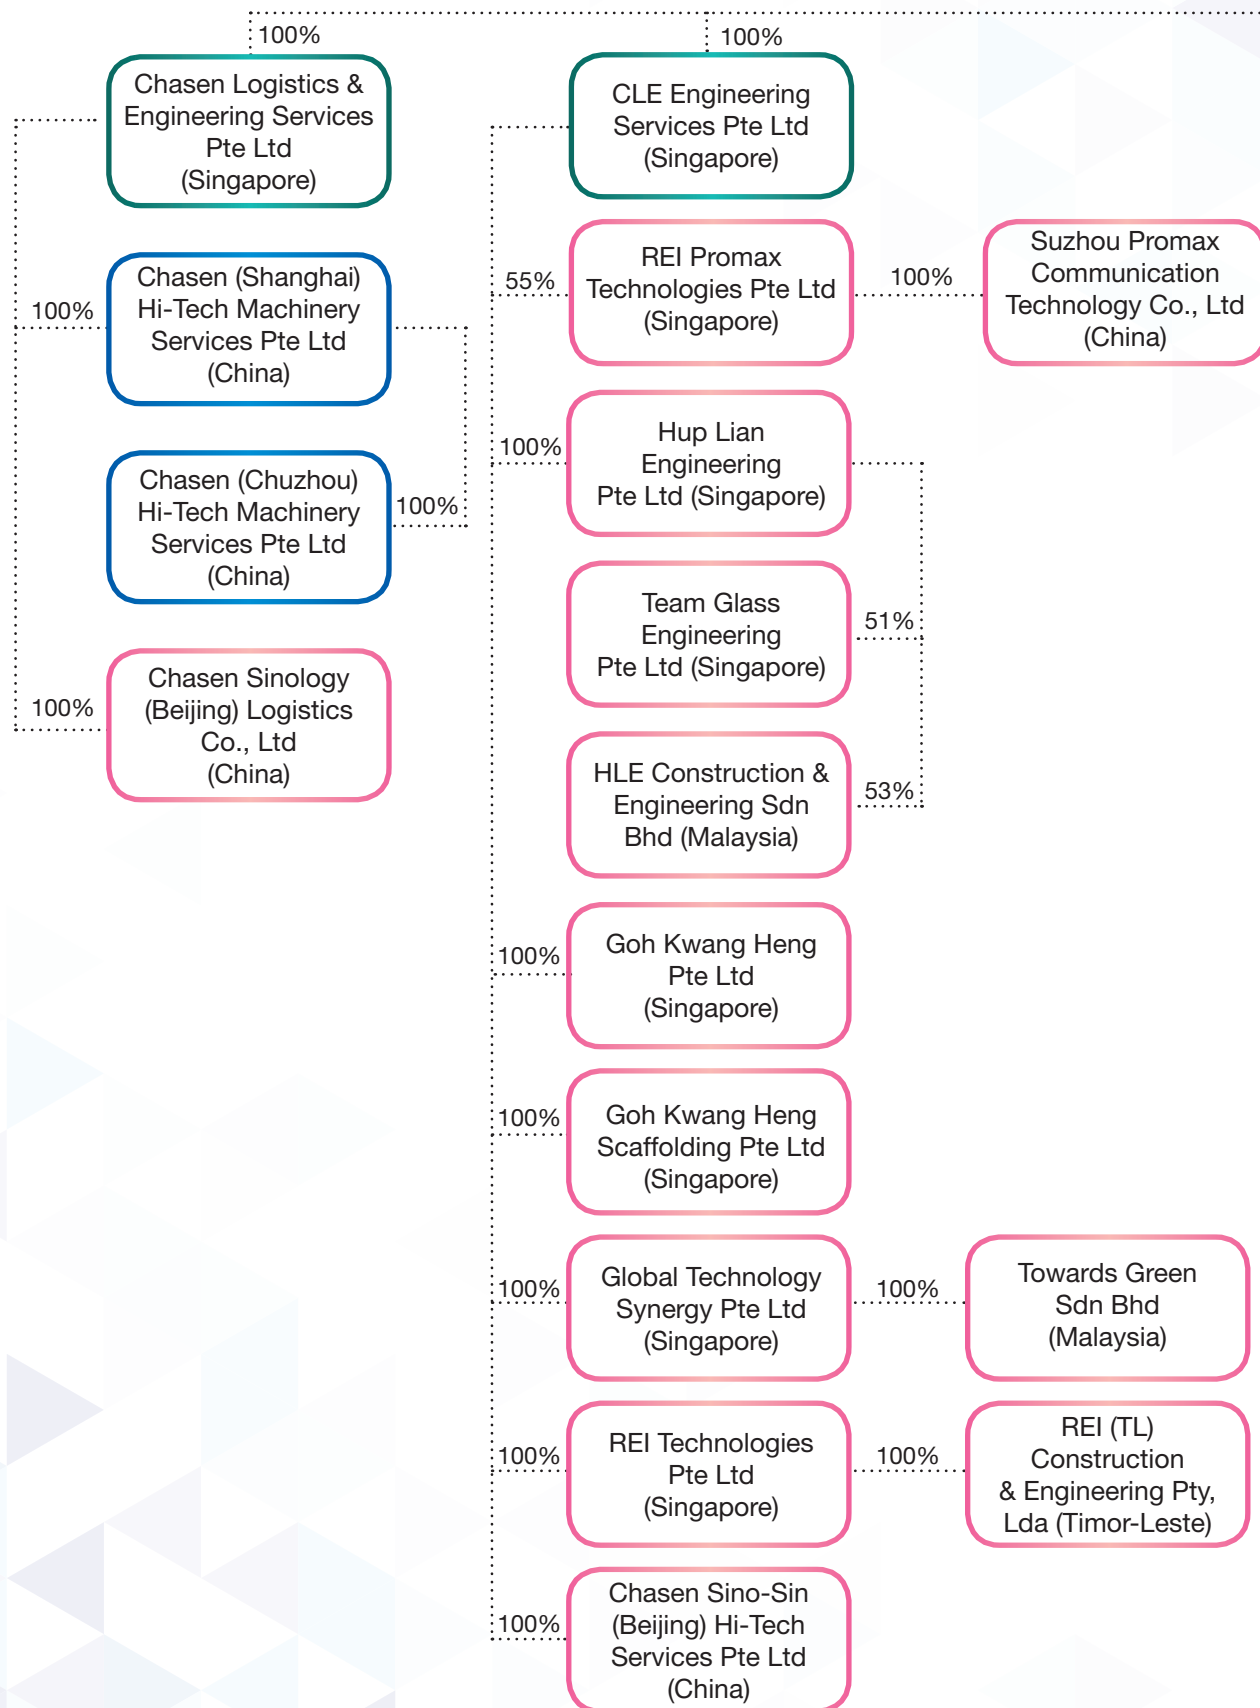 100%
Chasen Logistics &
Engineering Services
Pte Ltd
(Singapore)
100%
Chasen (Shanghai)
Hi-Tech Machinery
Services Pte Ltd
(China)
Chasen (Chuzhou)
Hi-Tech Machinery
Services Pte Ltd
(China)
100%
100%
Chasen Sinology
(Beijing) Logistics
Co., Ltd
(China)
100%
CLE Engineering
Services Pte Ltd
(Singapore)
55%
REI Promax
Technologies Pte Ltd
(Singapore)
100%
Suzhou Promax
Communication
Technology Co., Ltd
(China)
100%
Hup Lian
Engineering
Pte Ltd (Singapore)
Team Glass
Engineering
Pte Ltd (Singapore)
51%
HLE Construction &
Engineering Sdn
Bhd (Malaysia)
53%
100%
Goh Kwang Heng
Pte Ltd
(Singapore)
100%
Goh Kwang Heng
Scaffolding Pte Ltd
(Singapore)
100%
Global Technology
Synergy Pte Ltd
(Singapore)
100%
Towards Green
Sdn Bhd
(Malaysia)
100%
REI Technologies
Pte Ltd
(Singapore)
100%
REI (TL)
Construction
& Engineering Pty,
Lda (Timor-Leste)
100%
Chasen Sino-Sin
(Beijing) Hi-Tech
Services Pte Ltd
(China)